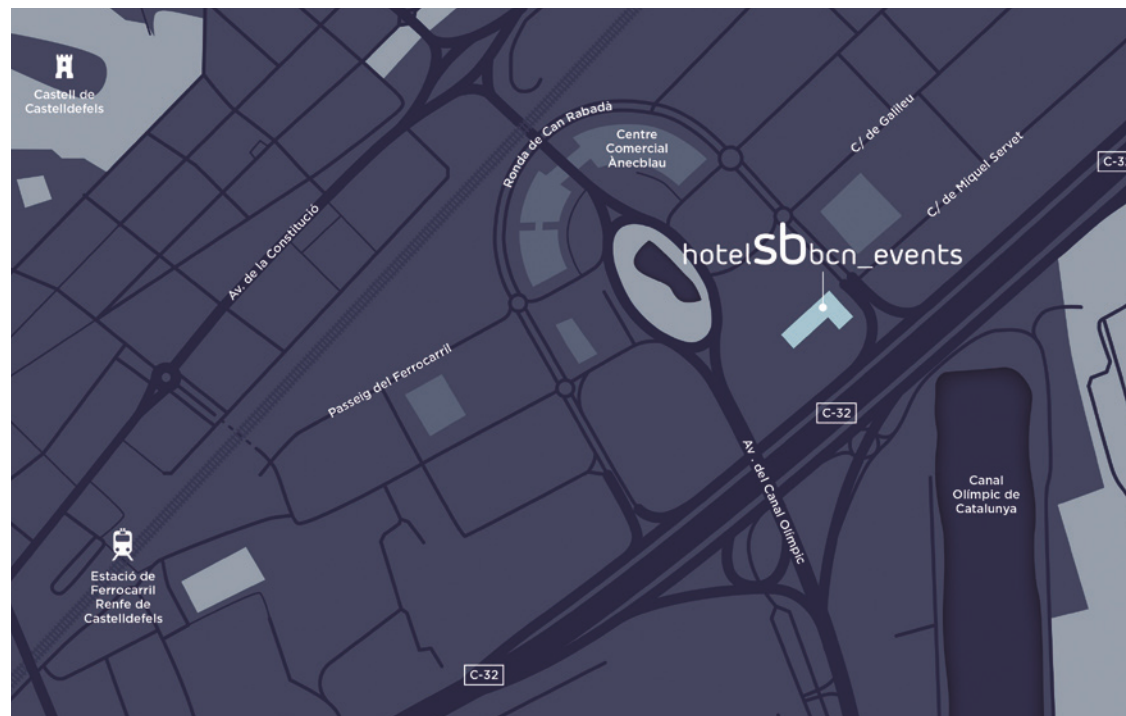 Castell de
Castelldefels
Ronda de Can Rabadà
Centre
Comercial
Ànecblau
C/ de Galileu
C/ de Miquel Servet
C-32
Av. de la Constitució
hotelsbbcn_events
Passeig del Ferrocarril
C-32
Av . del Canal Olímpic
Canal
Olímpic de
Catalunya
Estació de
Ferrocarril
Renfe de
Castelldefels
C-32